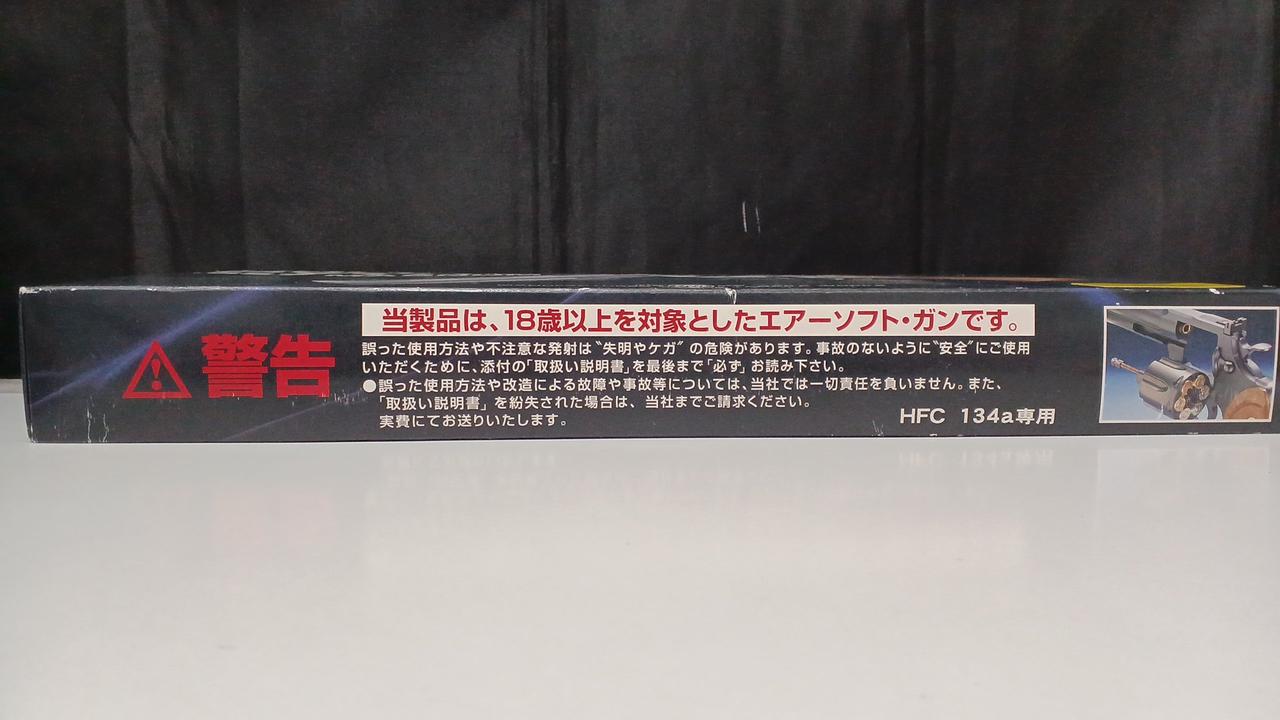 警告
当製品は、18歳以上を対象としたエアーソフト・ガンです。
誤った使用方法や不注意な発射は〝失明やケガ〞の危険があります。事故のないように〝安全〞にご使用
いただくために、添付の「取扱い説明書」を最後まで「必ず」お読み下さい。
●誤った使用方法や改造による故障や事故等については、当社では一切責任を負いません。また、
「取扱い説明書」を紛失された場合は、当社までご請求ください。
実費にてお送りいたします。
HFC 134a専用